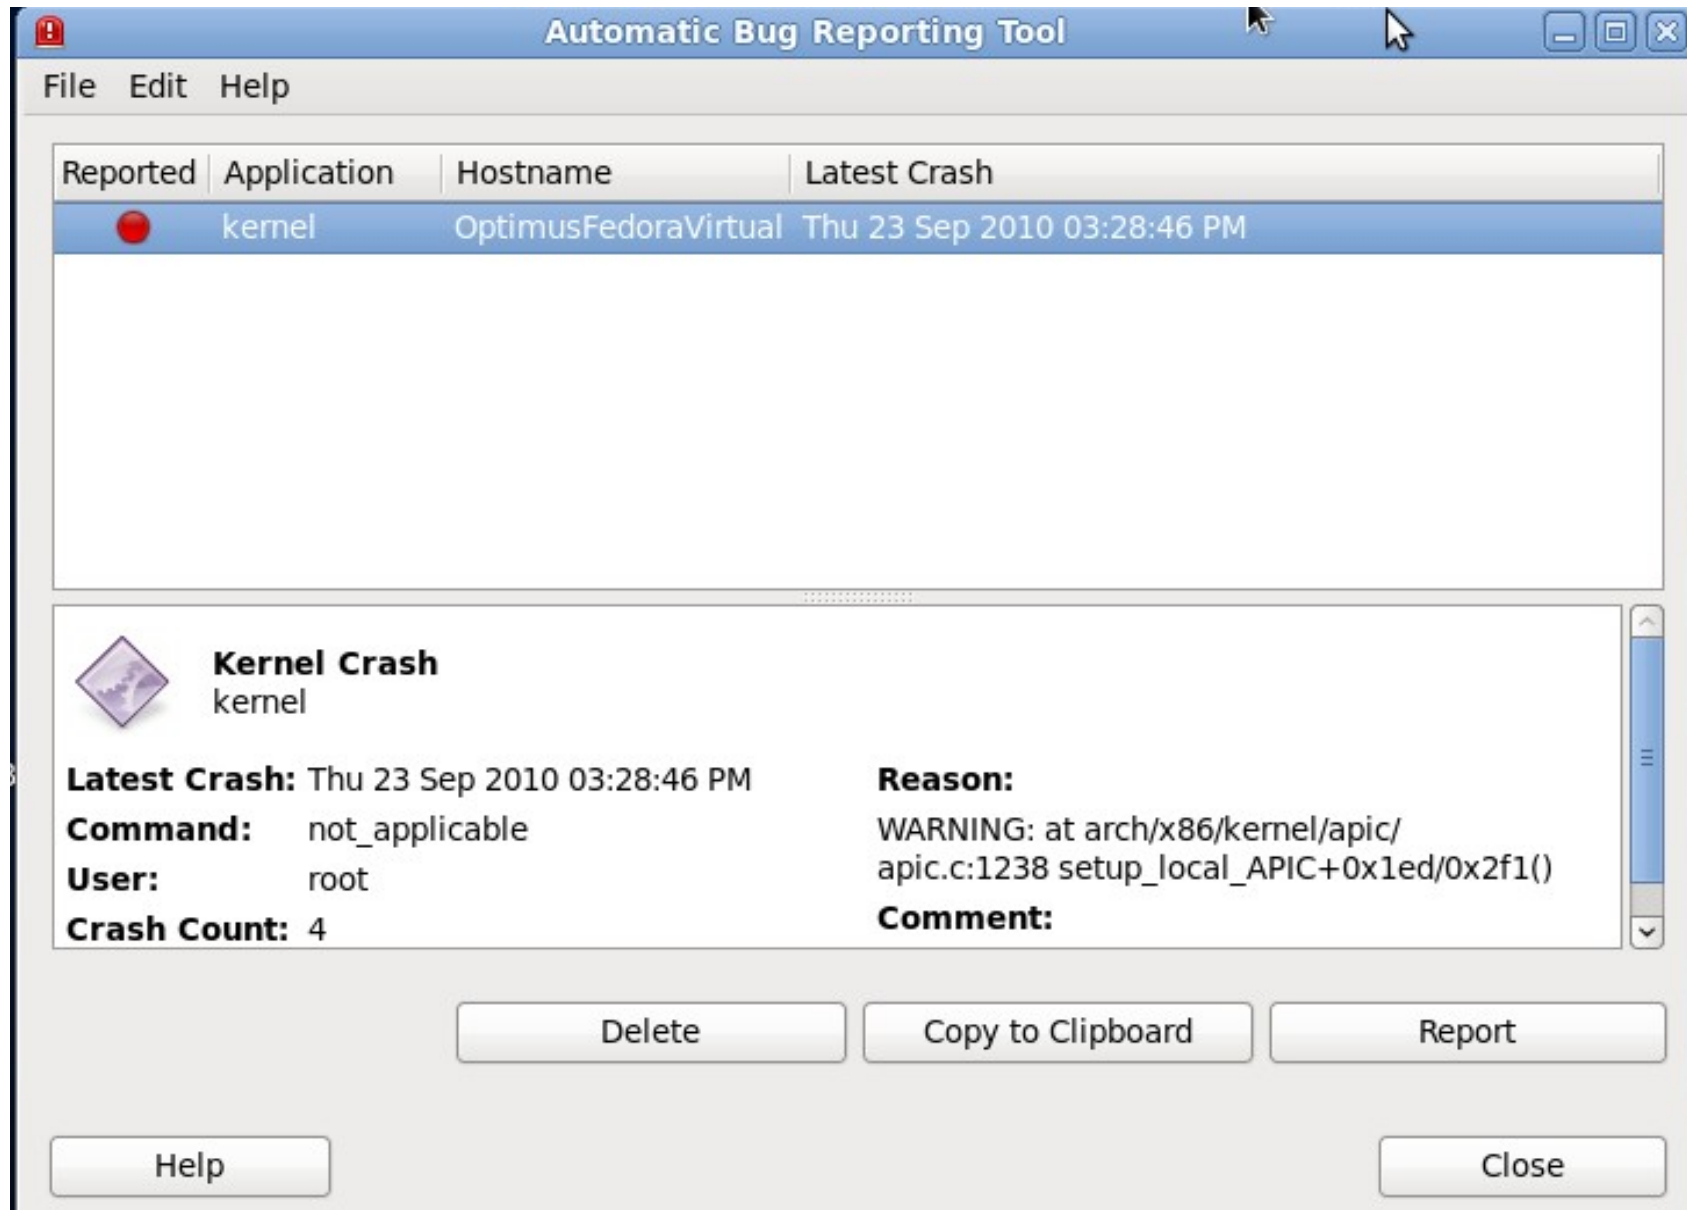 Automatic Bug Reporting Tool
File Edit Help
Reported Application Hostname Latest Crash
kernel OptimusFedoraVirtual Thu 23 Sep 2010 03:28:46 PM
Kernel Crash
kernel
Latest Crash: Thu 23 Sep 2010 03:28:46 PM
Command: not_applicable
User: root
Crash Count: 4
Reason:
WARNING: at arch/x86/kernel/apic/
apic.c:1238 setup_local_APIC+0x1ed/0x2f1()
Comment:
Delete Copy to Clipboard Report
Help Close